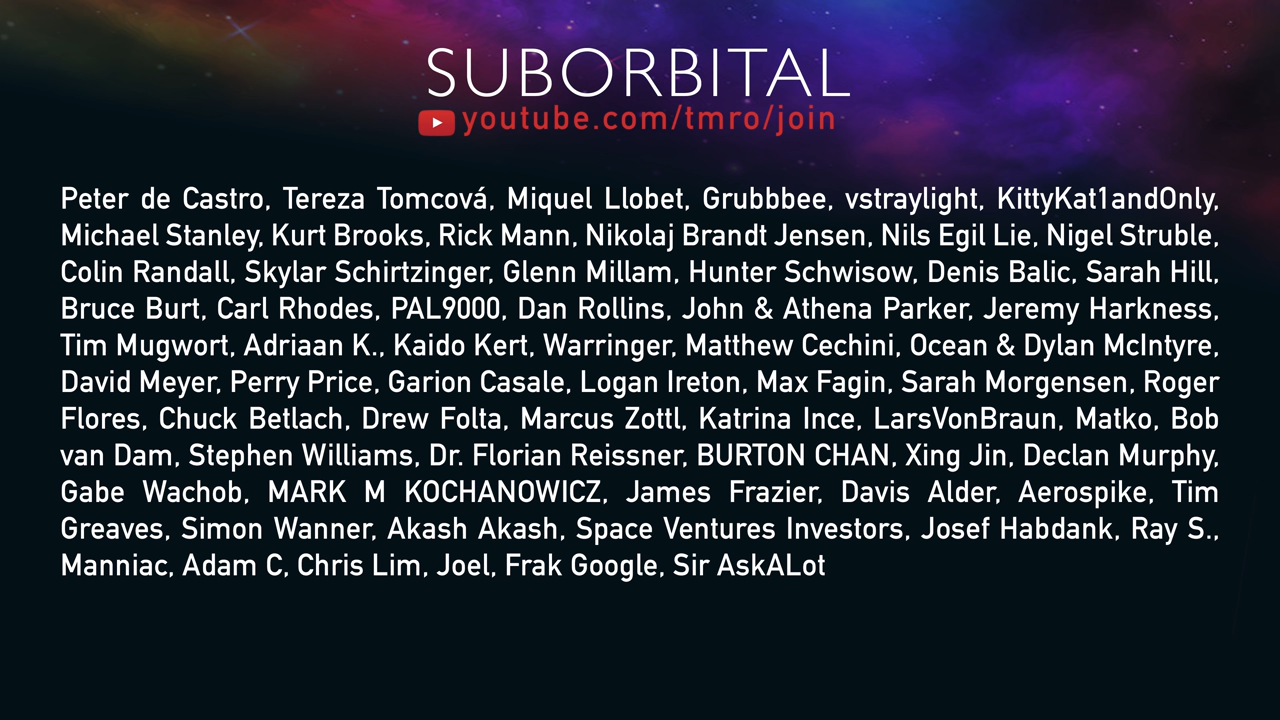 SUBORBITAL
youtube.com/tmro/join
Peter de Castro, Tereza Tomcová, Miquel Llobet, Grubbbee, vstraylight, KittyKat1andOnly,
Michael Stanley, Kurt Brooks, Rick Mann, Nikolaj Brandt Jensen, Nils Egil Lie, Nigel Struble,
Colin Randall, Skylar Schirtzinger, Glenn Millam, Hunter Schwisow, Denis Balic, Sarah Hill,
Bruce Burt, Carl Rhodes, PAL9000, Dan Rollins, John & Athena Parker, Jeremy Harkness,
Tim Mugwort, Adriaan K., Kaido Kert, Warringer, Matthew Cechini, Ocean & Dylan McIntyre,
David Meyer, Perry Price, Garion Casale, Logan Ireton, Max Fagin, Sarah Morgensen, Roger
Flores, Chuck Betlach, Drew Folta, Marcus Zottl, Katrina Ince, LarsVonBraun, Matko, Bob
van Dam, Stephen Williams, Dr. Florian Reissner, BURTON CHAN, Xing Jin, Declan Murphy,
Gabe Wachob, MARK M KOCHANOWICZ, James Frazier, Davis Alder, Aerospike, Tim
Greaves, Simon Wanner, Akash Akash, Space Ventures Investors, Josef Habdank, Ray S.,
Manniac, Adam C, Chris Lim, Joel, Frak Google, Sir AskALot